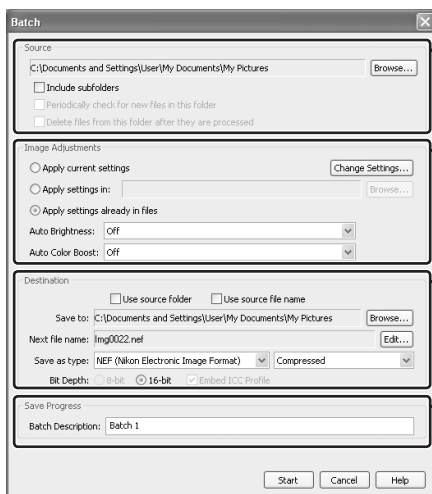 Batch
Source
C:\Documents and Settings\User\My Documents\My Pictures Browse...
Include subfolders
Periodically check for new files in this folder
Delete files from this folder after they are processed
Image Adjustments
Apply current settings Change Settings...
Apply settings in: Browse...
Apply settings already in files
Auto Brightness: Off
Auto Color Boost: Off
Destination
Use source folder Use source file name
Save to: C:\Documents and Settings\User\My Documents\My Pictures Browse...
Next file name: Img0022.nef Edit...
Save as type: NEF (Nikon Electronic Image Format) Compressed
Bit Depth: 8-bit 16-bit Embed ICC Profile
Save Progress
Batch Description: Batch 1
Start Cancel Help